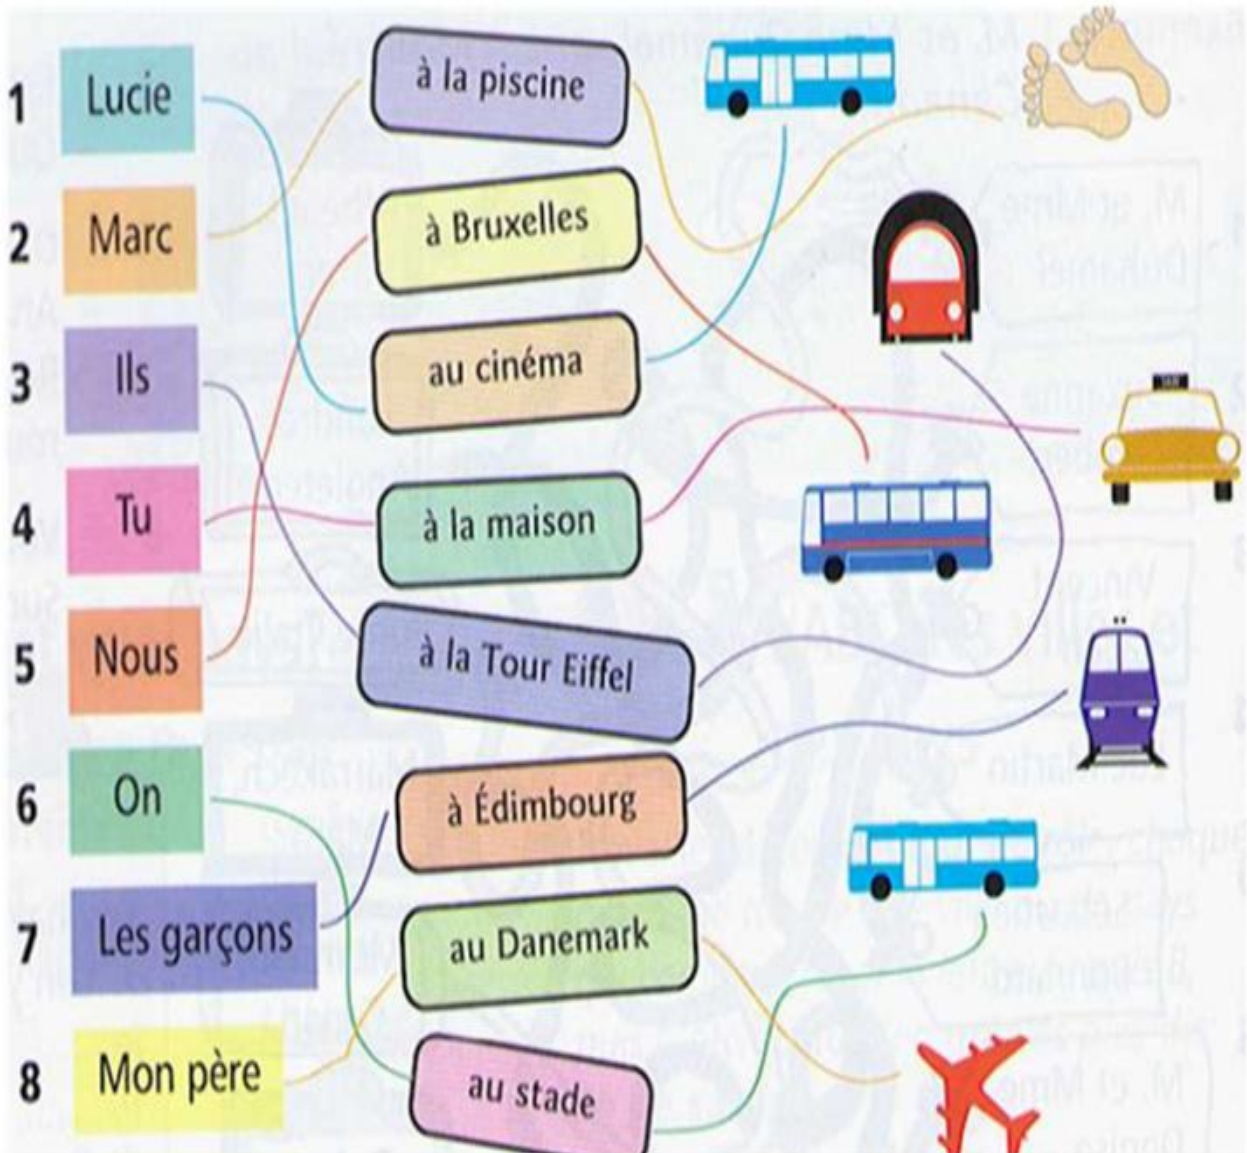 1 Lucie à la piscine
2 Marc à Bruxelles
3 Ils au cinéma
4 Tu à la maison
5 Nous à la Tour Eiffel
6 On à Édimbourg
7 Les garçons au Danemark
8 Mon père au stade
TAXI